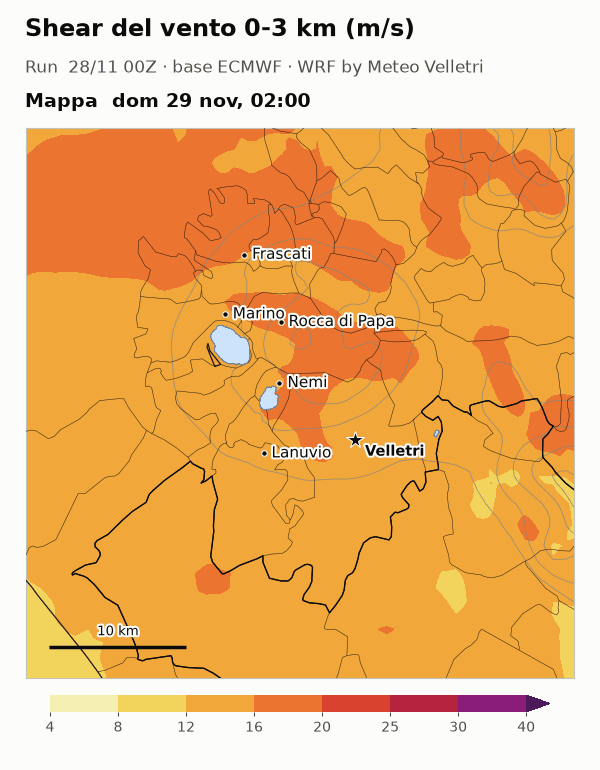 Shear del vento 0-3 km (m/s)
Run  28/11 00Z · base ECMWF · WRF by Meteo Velletri
Mappa  dom 29 nov, 02:00
Frascati
Marino
Rocca di Papa
Nemi
Velletri
Lanuvio
10 km
4 8 12 16 20 25 30 40